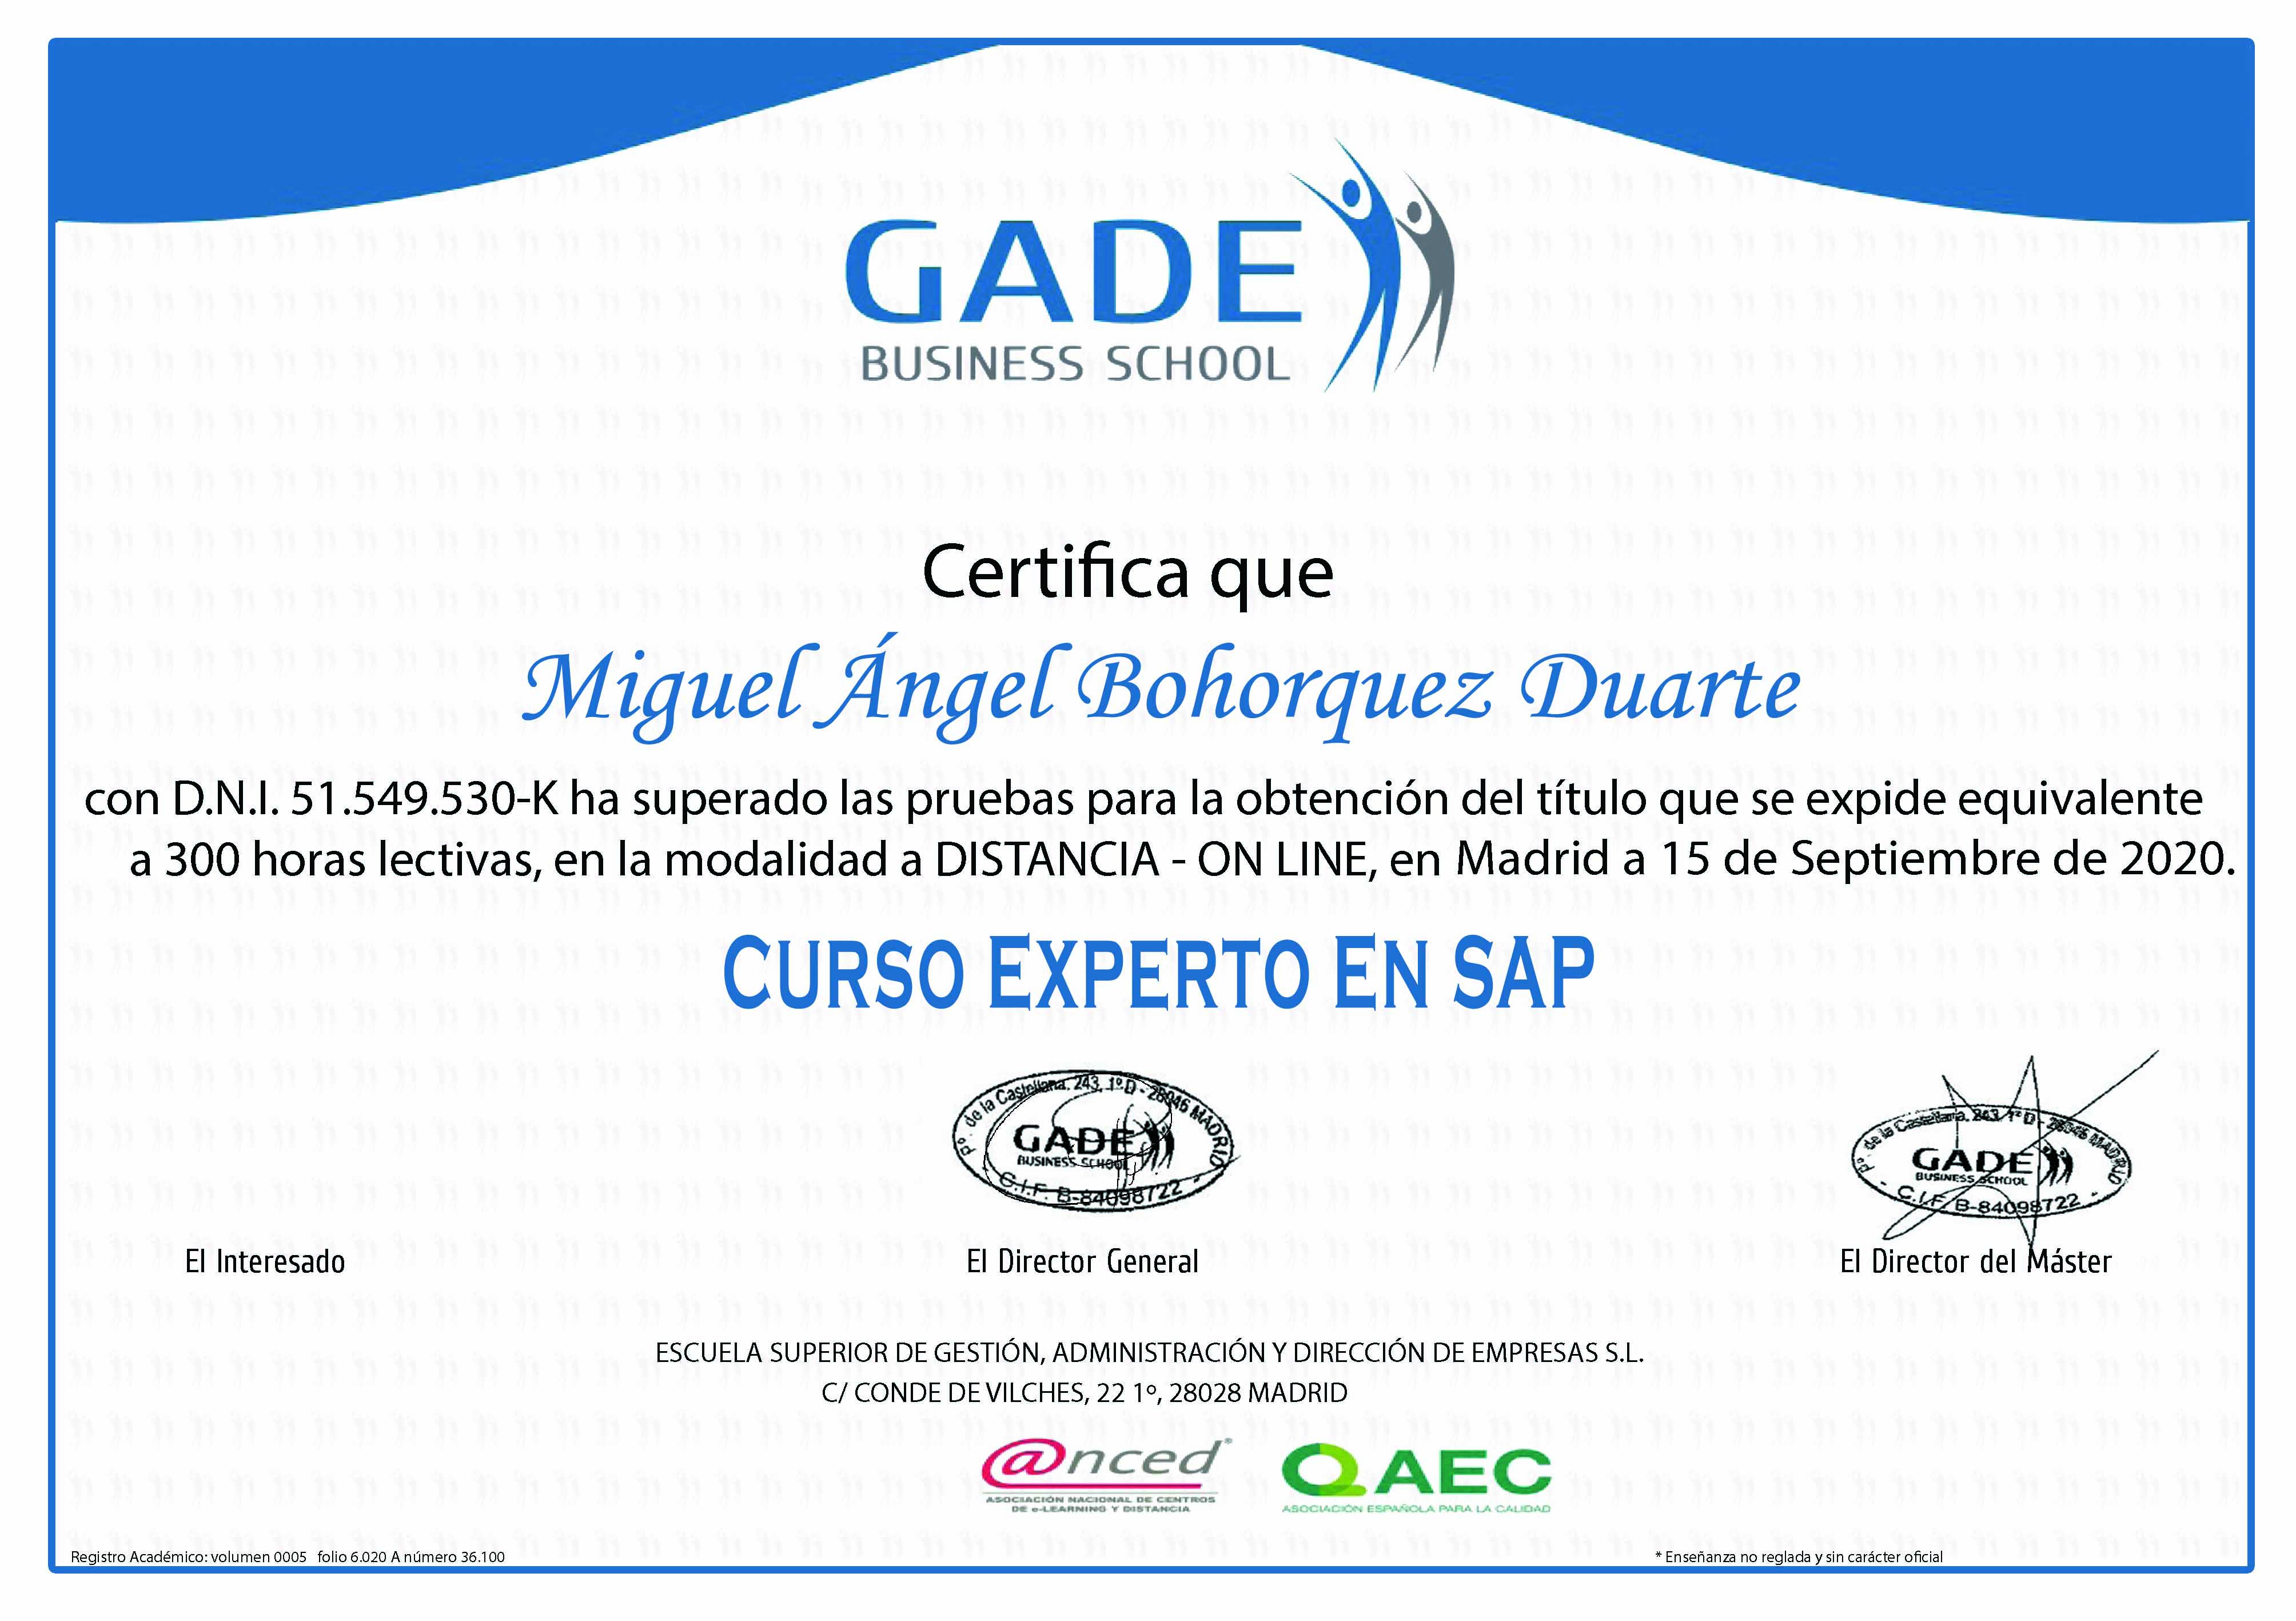 GADE
BUSINESS SCHOOL
Certifica que
Miguel Ángel Bohorquez Duarte
con D.N.I. 51.549.530-K ha superado las pruebas para la obtención del título que se expide equivalente
a 300 horas lectivas, en la modalidad a DISTANCIA - ON LINE, en Madrid a 15 de Septiembre de 2020.
CURSO EXPERTO EN SAP
Pº. de la Castellana, 243, 1º D - 28046 MADRID
GADE
BUSINESS SCHOOL
- C.I.F. B-84098722 -
Pº. de la Castellana, 243, 1º D - 28046 MADRID
GADE
BUSINESS SCHOOL
- C.I.F. B-84098722 -
El Interesado
El Director General
El Director del Máster
ESCUELA SUPERIOR DE GESTIÓN, ADMINISTRACIÓN Y DIRECCIÓN DE EMPRESAS S.L.
C/ CONDE DE VILCHES, 22 1º, 28028 MADRID
@nced®
ASOCIACIÓN NACIONAL DE CENTROS
DE e-LEARNING Y DISTANCIA
AEC
ASOCIACIÓN ESPAÑOLA PARA LA CALIDAD
Registro Académico: volumen 0005 folio 6.020 A número 36.100
* Enseñanza no reglada y sin carácter oficial